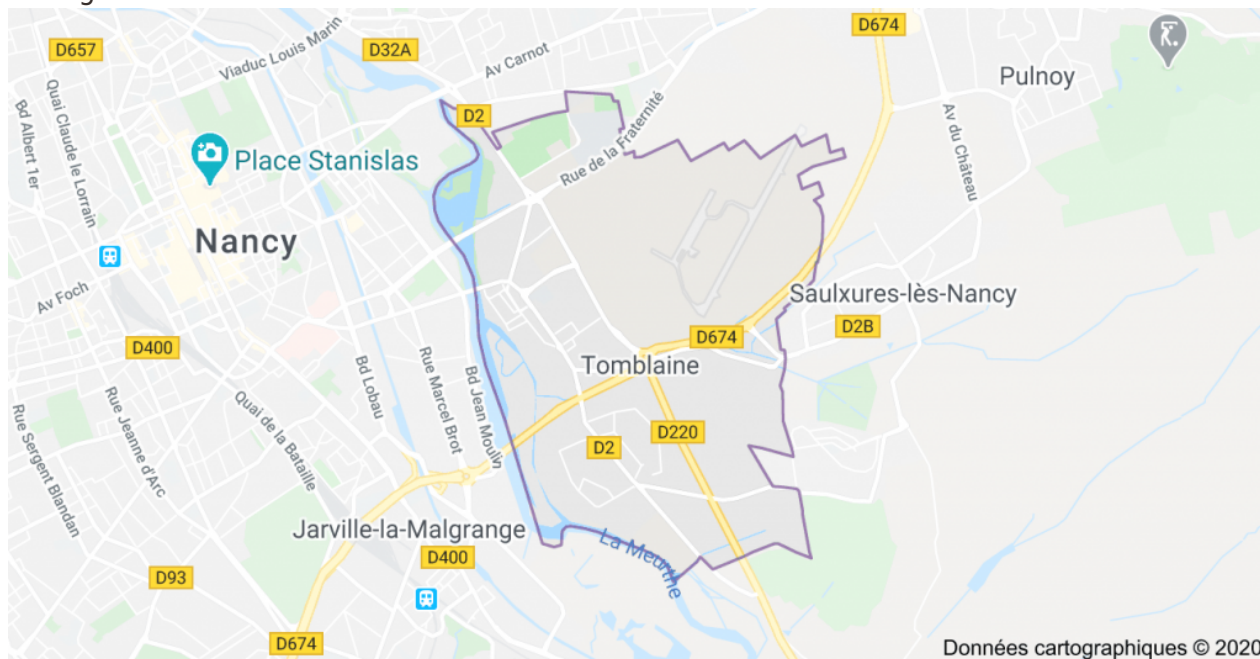 D657
Viaduc Louis Marin
D32A
Av Carnot
D674
Pulnoy
Quai Claude le Lorrain
Bd Albert 1er
D2
Rue de la Fraternité
Av du Château
Place Stanislas
Nancy
Av Foch
Saulxures-lès-Nancy
D2B
D674
D400
Tomblaine
Bd Lobau
Rue Marcel Brot
Bd Jean Moulin
Rue Jeanne d'Arc
Quai de la Bataille
Rue Sergent Blandan
D220
D2
Jarville-la-Malgrange
La Meurthe
D400
D93
D674
Données cartographiques © 2020